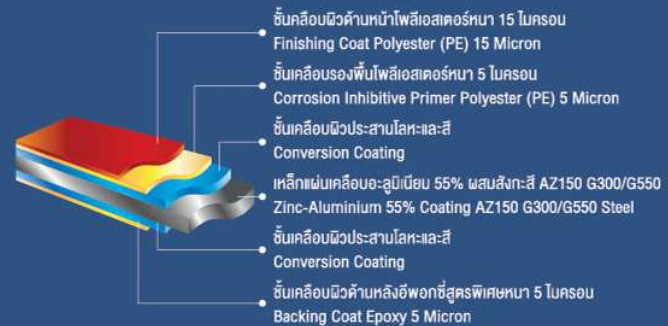 ชั้นเคลือบผิวด้านหน้าโพลีเอสเตอร์หนา 15 ไมครอน
Finishing Coat Polyester (PE) 15 Micron
ชั้นเคลือบรองพื้นโพลีเอสเตอร์หนา 5 ไมครอน
Corrosion Inhibitive Primer Polyester (PE) 5 Micron
ชั้นเคลือบผิวประสานโลหะและสี
Conversion Coating
เหล็กแผ่นเคลือบอะลูมิเนียม 55% ผสมสังกะสี AZ150 G300/G550
Zinc-Aluminium 55% Coating AZ150 G300/G550 Steel
ชั้นเคลือบผิวประสานโลหะและสี
Conversion Coating
ชั้นเคลือบผิวด้านหลังอีพอกซี่สูตรพิเศษหนา 5 ไมครอน
Backing Coat Epoxy 5 Micron